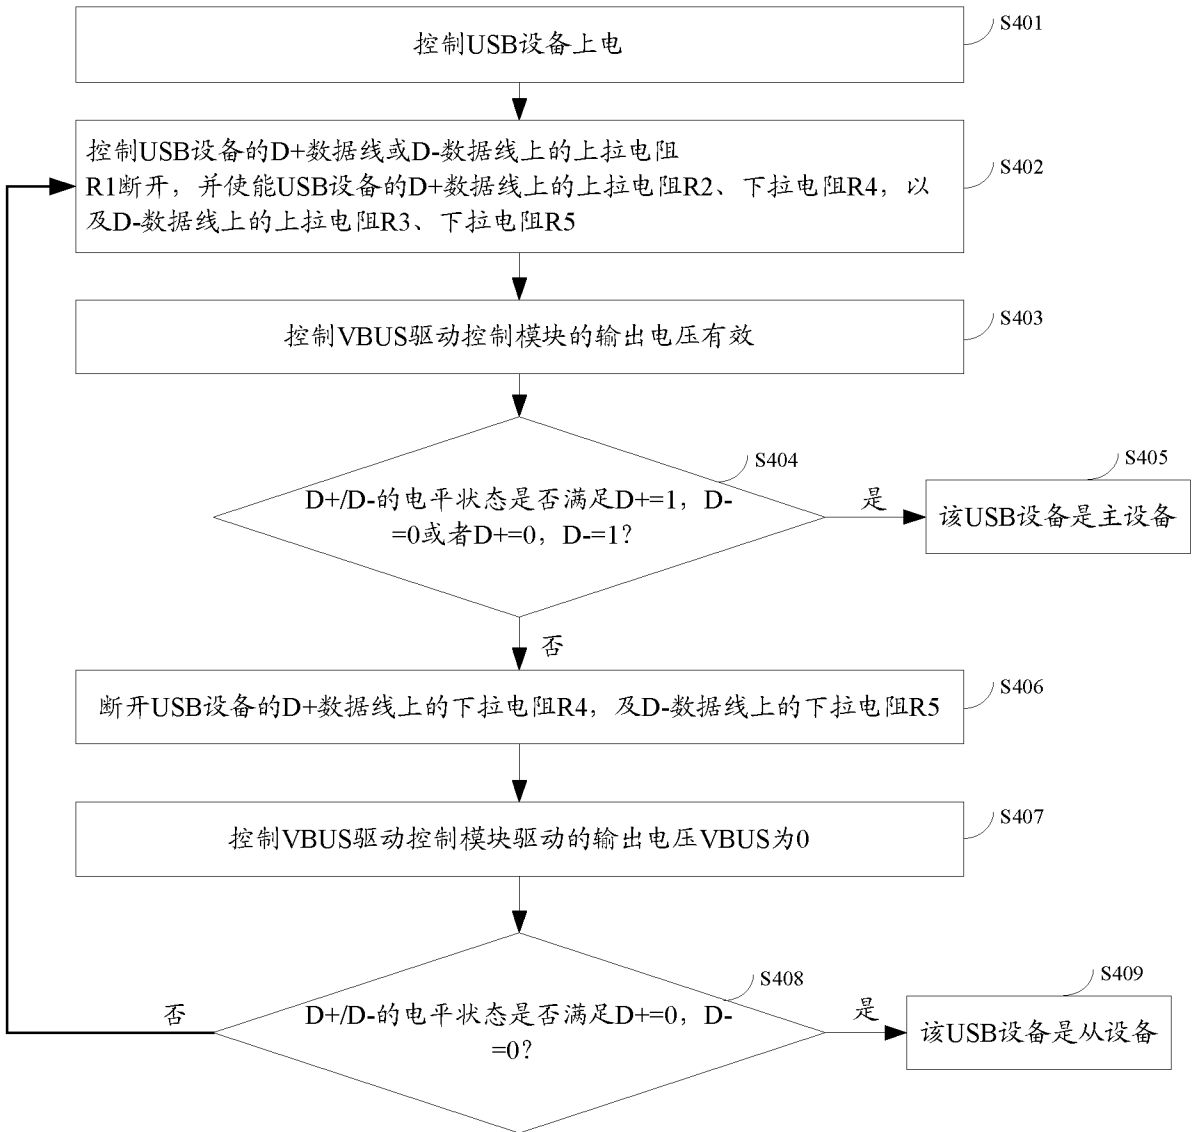 控制USB设备上电
S401
控制USB设备的D+数据线或D-数据线上的上拉电阻
R1断开，并使能USB设备的D+数据线上的上拉电阻R2、下拉电阻R4，以
及D-数据线上的上拉电阻R3、下拉电阻R5
S402
控制VBUS驱动控制模块的输出电压有效
S403
S404
D+/D-的电平状态是否满足D+=1，D-
=0或者D+=0，D-=1？
是
S405
该USB设备是主设备
否
断开USB设备的D+数据线上的下拉电阻R4，及D-数据线上的下拉电阻R5
S406
控制VBUS驱动控制模块驱动的输出电压VBUS为0
S407
S408
D+/D-的电平状态是否满足D+=0，D-
=0？
否
是
S409
该USB设备是从设备